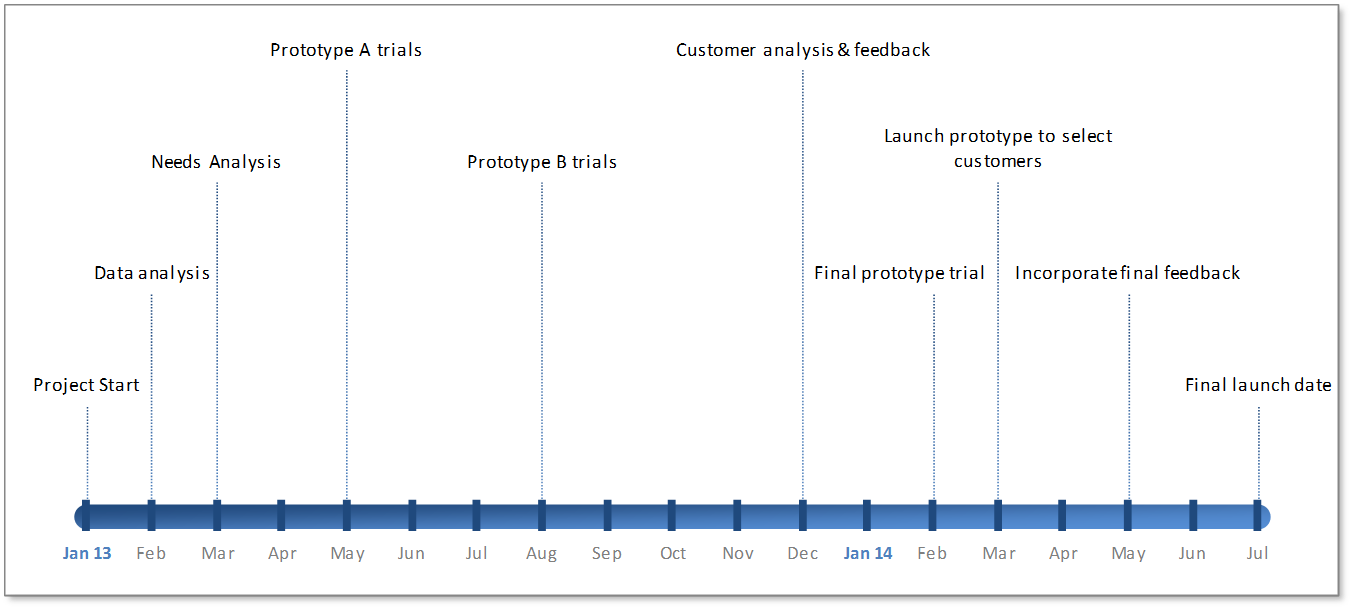 Prototype A trials
Customer analysis & feedback
Launch prototype to select
customers
Needs Analysis
Prototype B trials
Data analysis
Final prototype trial
Incorporate final feedback
Project Start
Final launch date
Jan 13 Feb Mar Apr May Jun Jul Aug Sep Oct Nov Dec Jan 14 Feb Mar Apr May Jun Jul